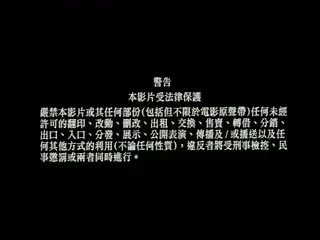 警告
本影片受法律保護
嚴禁本影片或其任何部份(包括但不限於電影原聲帶)任何未經
許可的翻印、改動、刪改、出租、交換、售賣、轉借、分銷、
出口、入口、分發、展示、公開表演、傳播及/或播送以及任
何其他方式的利用(不論任何性質)，違反者將受刑事檢控、民
事懲罰或兩者同時進行。